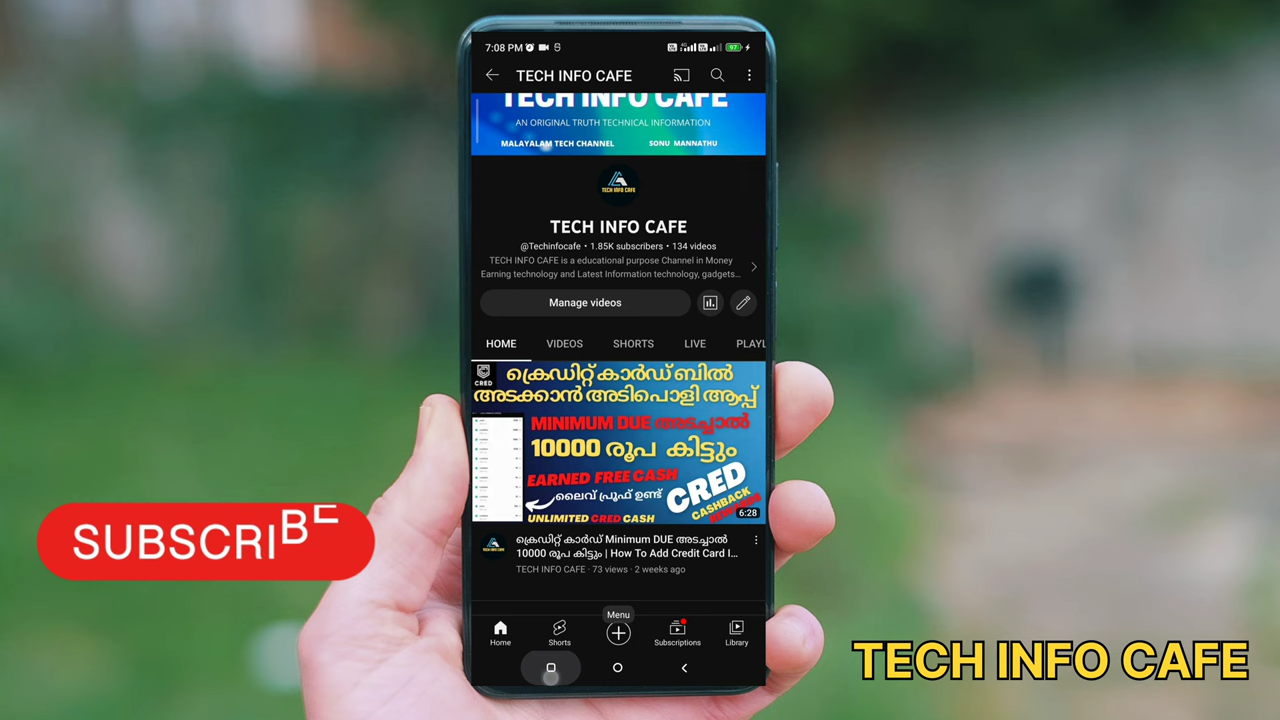 7:08 PM
97
TECH INFO CAFE
TECH INFO CAFE
AN ORIGINAL TRUTH TECHNICAL INFORMATION
MALAYALAM TECH CHANNEL SONU MANNATHU
TECH INFO CAFE
TECH INFO CAFE
@Techinfocafe • 1.85K subscribers • 134 videos
TECH INFO CAFE is a educational purpose Channel in Money
Earning technology and Latest Information technology, gadgets...
Manage videos
HOME VIDEOS SHORTS LIVE PLAYL
CRED
ക്രെഡിറ്റ് കാർഡ് ബിൽ
അടക്കാൻ അടിപൊളി ആപ്പ്
MINIMUM DUE അടച്ചാൽ
10000 രൂപ കിട്ടും
EARNED FREE CASH
ലൈവ് പ്രൂഫ് ഉണ്ട്
CRED
CASHBACK
UNLIMITED CRED CASH
6:28
ക്രെഡിറ്റ് കാർഡ് Minimum DUE അടച്ചാൽ
10000 രൂപ കിട്ടും | How To Add Credit Card I...
TECH INFO CAFE · 73 views · 2 weeks ago
Menu
Home Shorts Subscriptions Library
SUBSCRIBE
TECH INFO CAFE